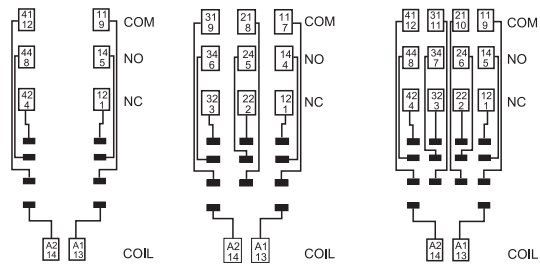 41 11 COM
12 9
44 14 NO
8 5
42 12 NC
4 1
A2 A1
14 13 COIL
31 21 11 COM
9 8 7
34 24 14 NO
6 5 4
32 22 12 NC
3 2 1
A2 A1
14 13 COIL
41 31 21 11 COM
12 11 10 9
44 34 24 14 NO
8 7 6 5
42 32 22 12 NC
4 3 2 1
A2 A1
14 13 COIL